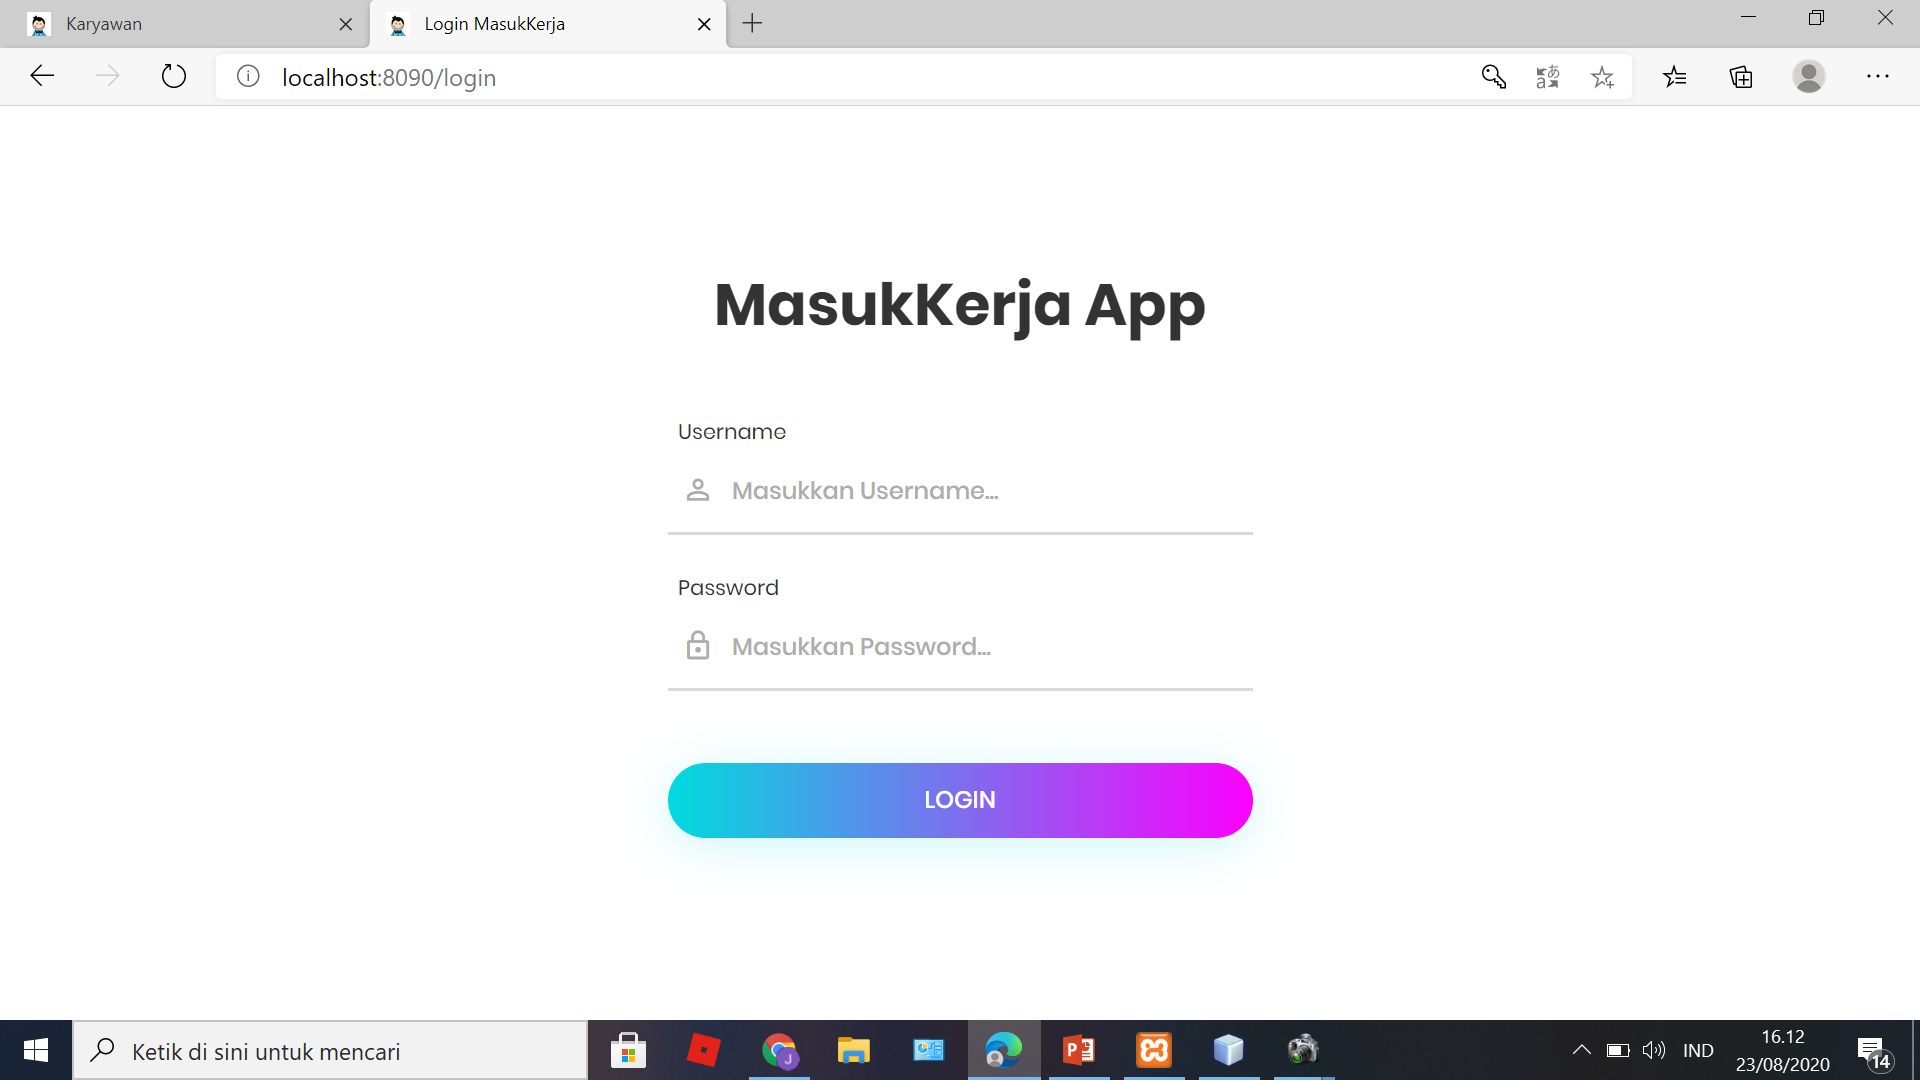 Karyawan
Login MasukKerja
localhost:8090/login
MasukKerja App
Username
Masukkan Username...
Password
Masukkan Password...
LOGIN
Ketik di sini untuk mencari
J
P
IND
16.12
23/08/2020
14